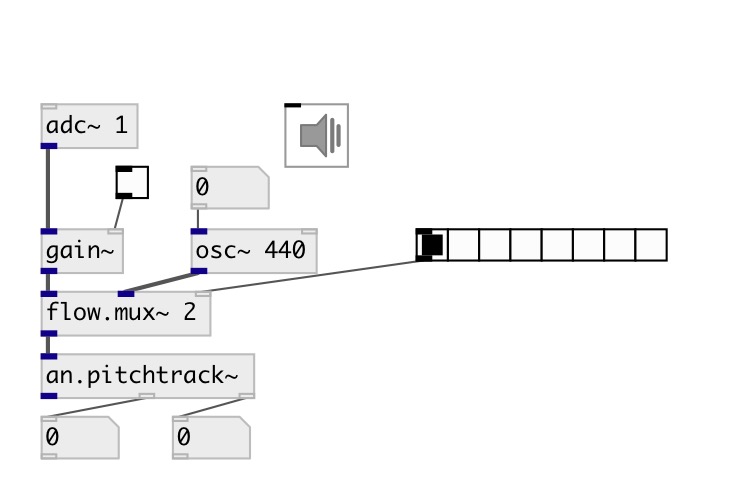 adc~ 1
0
gain~
osc~ 440
flow.mux~ 2
an.pitchtrack~
0
0